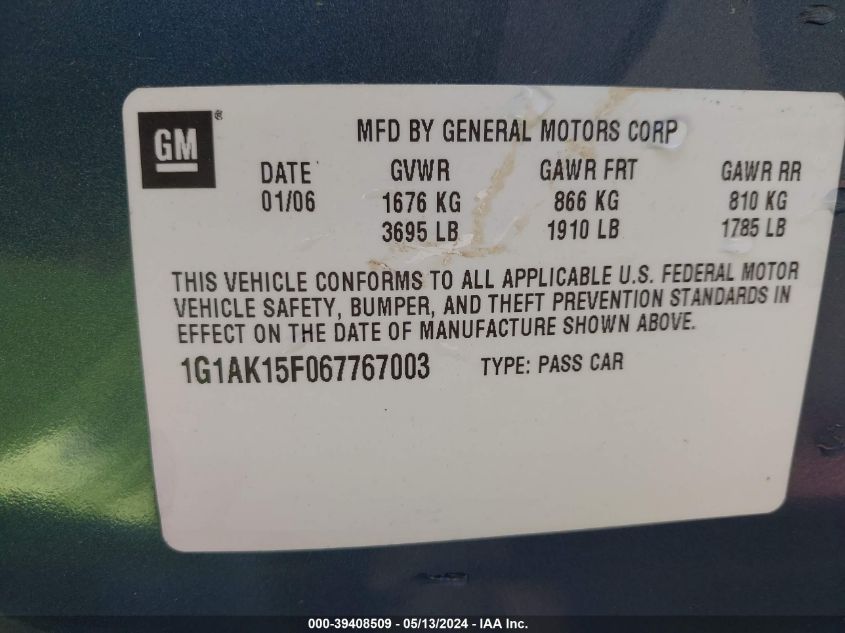 GM®
MFD BY GENERAL MOTORS CORP
DATE GVWR GAWR FRT GAWR RR
01/06 1676 KG 866 KG 810 KG
3695 LB 1910 LB 1785 LB
THIS VEHICLE CONFORMS TO ALL APPLICABLE U.S. FEDERAL MOTOR
VEHICLE SAFETY, BUMPER, AND THEFT PREVENTION STANDARDS IN
EFFECT ON THE DATE OF MANUFACTURE SHOWN ABOVE.
1G1AK15F067767003 TYPE: PASS CAR
000-39408509 - 05/13/2024 - IAA Inc.